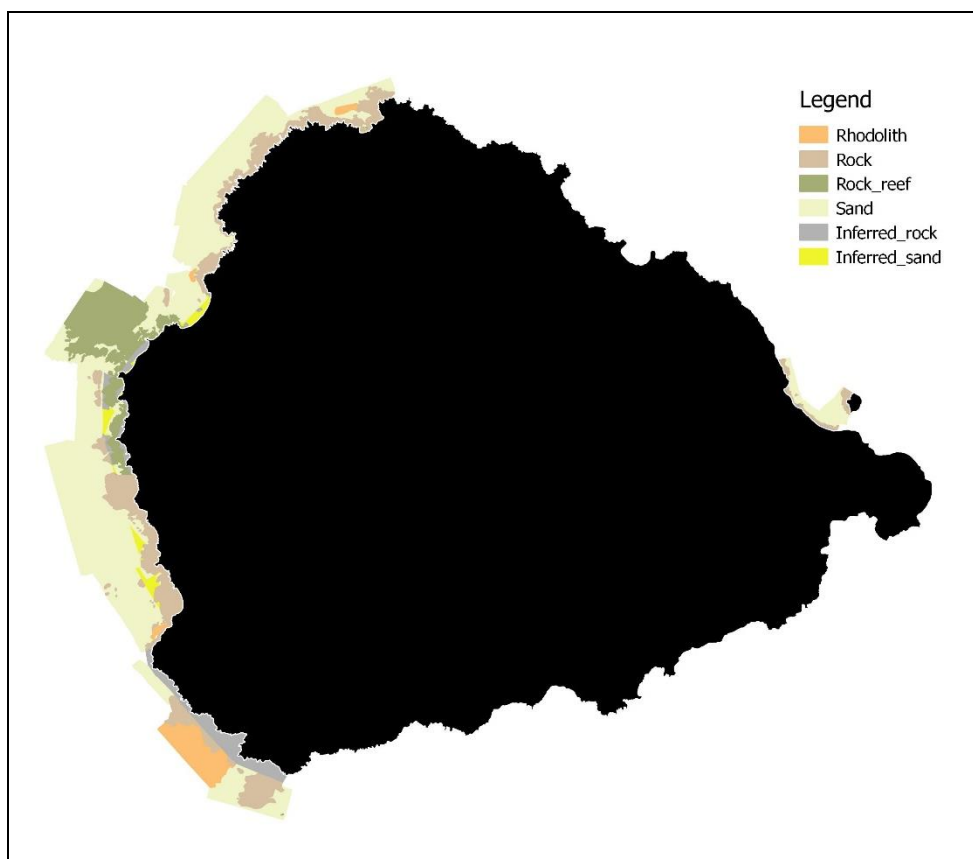 Legend
Rhodolith
Rock
Rock_reef
Sand
Inferred_rock
Inferred_sand